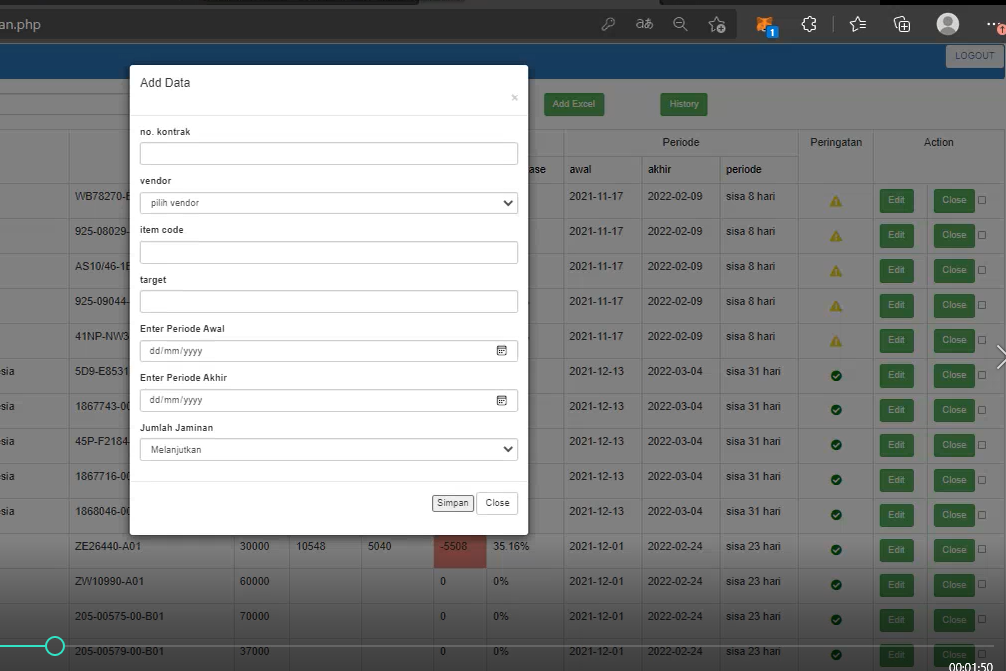 an.php
1
LOGOUT
Add Data
×
Add Excel
History
no. kontrak
vendor
pilih vendor
item code
target
Enter Periode Awal
dd/mm/yyyy
Enter Periode Akhir
dd/mm/yyyy
Jumlah Jaminan
Melanjutkan
Simpan
Close
Periode
Peringatan
Action
ase
awal
akhir
periode
WB78270-
2021-11-17
2022-02-09
sisa 8 hari
Edit
Close
925-08029-
2021-11-17
2022-02-09
sisa 8 hari
Edit
Close
AS10/46-1
2021-11-17
2022-02-09
sisa 8 hari
Edit
Close
925-09044-
2021-11-17
2022-02-09
sisa 8 hari
Edit
Close
41NP-NW3
2021-11-17
2022-02-09
sisa 8 hari
Edit
Close
esia
5D9-E8531
2021-12-13
2022-03-04
sisa 31 hari
Edit
Close
sia
1867743-00
2021-12-13
2022-03-04
sisa 31 hari
Edit
Close
sia
45P-F2184
2021-12-13
2022-03-04
sisa 31 hari
Edit
Close
sia
1867716-00
2021-12-13
2022-03-04
sisa 31 hari
Edit
Close
sia
1868046-00
2021-12-13
2022-03-04
sisa 31 hari
Edit
Close
ZE26440-A01
30000
10548
5040
-5508
35.16%
2021-12-01
2022-02-24
sisa 23 hari
Edit
Close
ZW10990-A01
60000
0
0%
2021-12-01
2022-02-24
sisa 23 hari
Edit
Close
205-00575-00-B01
70000
0
0%
2021-12-01
2022-02-24
sisa 23 hari
Edit
Close
205-00579-00-B01
37000
0
0%
2021-12-01
2022-02-24
sisa 23 hari
Edit
Close
00:01:50